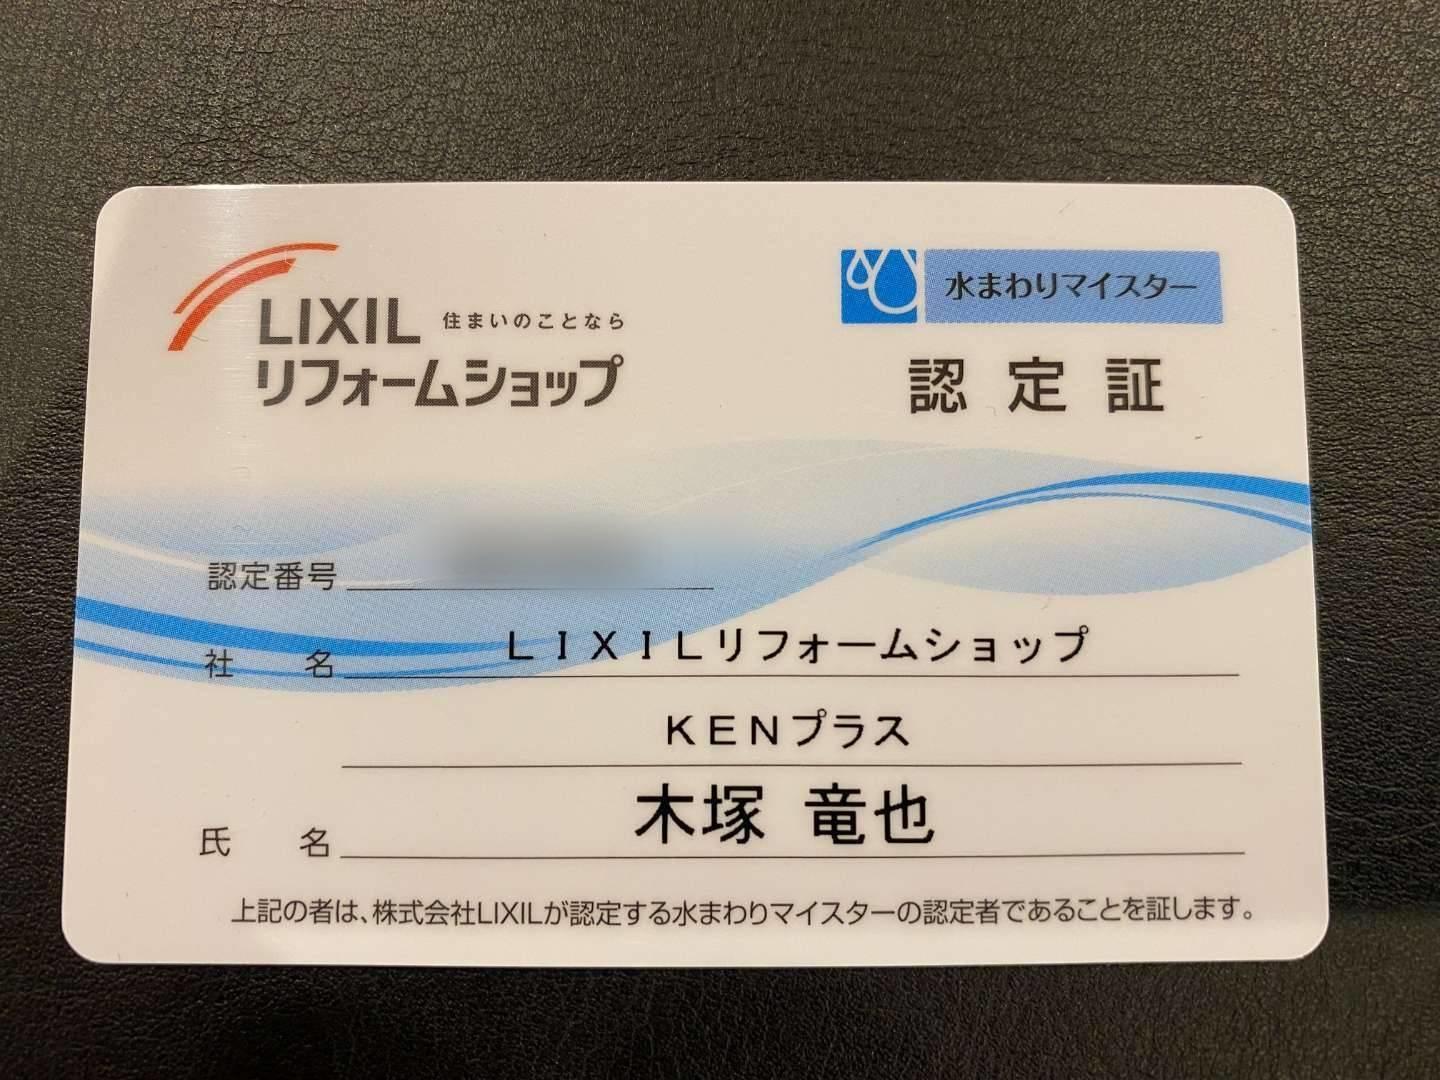 LIXIL 住まいのことなら
リフォームショップ
水まわりマイスター
認定証
認定番号
社名 ＬＩＸＩＬリフォームショップ
ＫＥＮプラス
氏名 木塚 竜也
上記の者は、株式会社LIXILが認定する水まわりマイスターの認定者であることを証します。